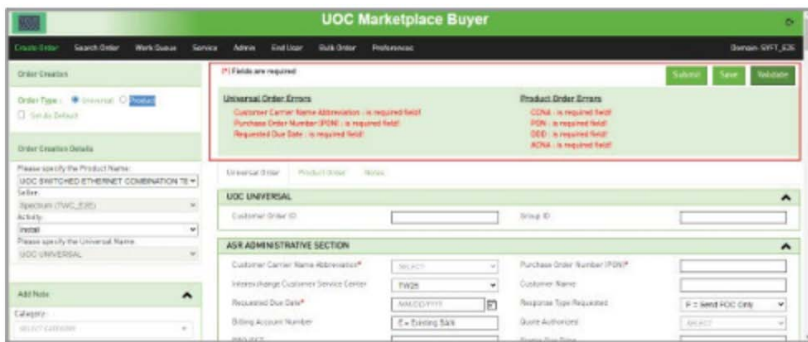 UOC Marketplace Buyer
Create Order Search Order Work Queue Service Admin End User Bulk Order Preferences
Order Creation
Order Type : Universal Product
Set As Default
Order Creation Details
Please specify the Product Name:
UOC SWITCHED ETHERNET COMBINATION TE
Seller:
Spectrum (TWC_E2E)
Activity:
Install
Please specify the Universal Name:
UOC UNIVERSAL
Add Note
Category:
SELECT CATEGORY
(*) Fields are required
Submit Save Validate
Universal Order Errors
Customer Carrier Name Abbreviation - is required field!
Purchase Order Number (PON) - is required field!
Requested Due Date - is required field!
Product Order Errors
CCNA - is required field!
PON - is required field!
DDD - is required field!
ACNA - is required field!
Universal Order Product Order Notes
UOC UNIVERSAL
Customer Order ID Group ID
ASR ADMINISTRATIVE SECTION
Customer Carrier Name Abbreviation* SELECT Purchase Order Number (PON)*
Interexchange Customer Service Center TW26 Customer Name
Requested Due Date* MM/DD/YYYY Response Type Requested F = Send FOC Only
Billing Account Number E = Existing BAN Quote Authorized SELECT
PROJECT